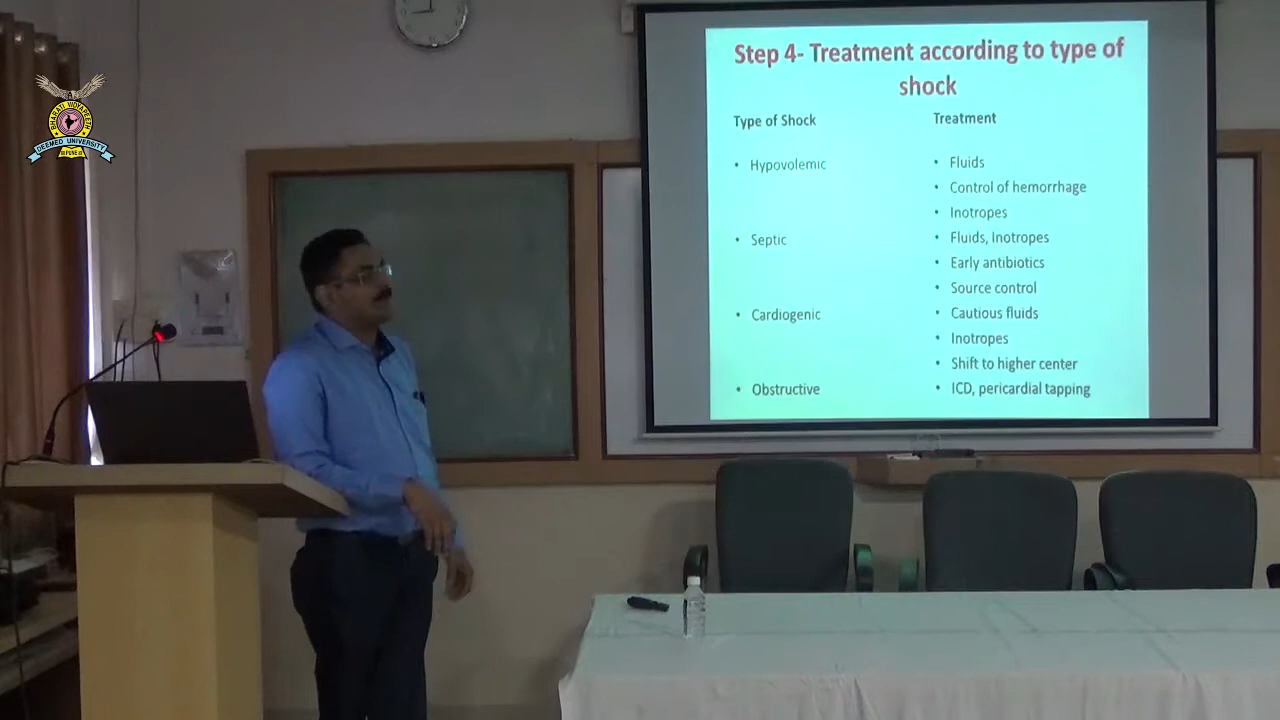 BHARATI VIDYAPEETH
DEEMED UNIVERSITY
Step 4- Treatment according to type of
shock
Type of Shock
Treatment
• Hypovolemic
• Fluids
• Control of hemorrhage
• Inotropes
• Septic
• Fluids, Inotropes
• Early antibiotics
• Source control
• Cardiogenic
• Cautious fluids
• Inotropes
• Shift to higher center
• Obstructive
• ICD, pericardial tapping